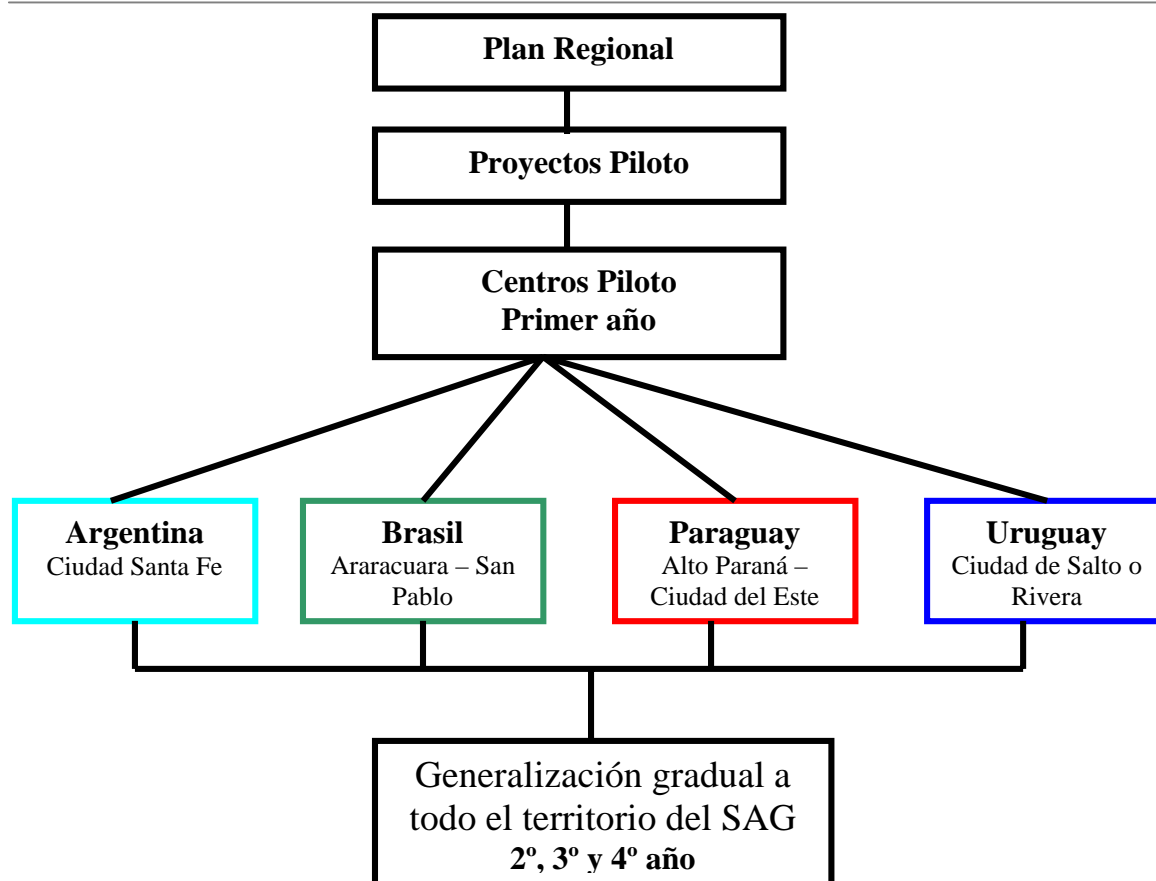 Plan Regional
Proyectos Piloto
Centros Piloto
Primer año
Argentina
Ciudad Santa Fe
Brasil
Araracuara – San
Pablo
Paraguay
Alto Paraná –
Ciudad del Este
Uruguay
Ciudad de Salto o
Rivera
Generalización gradual a
todo el territorio del SAG
2º, 3º y 4º año